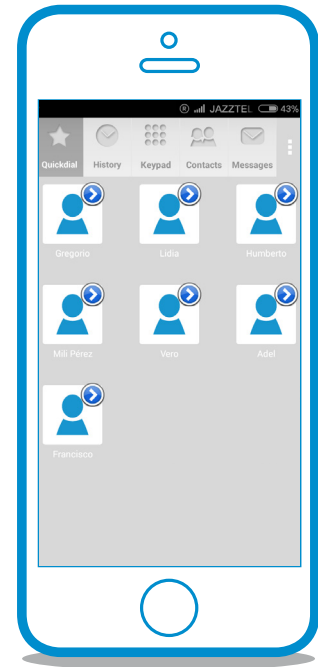 ® JAZZTEL 43%
Quickdial History Keypad Contacts Messages
Gregorio Lidia Humberto
Mili Pérez Vero Adel
Francisco